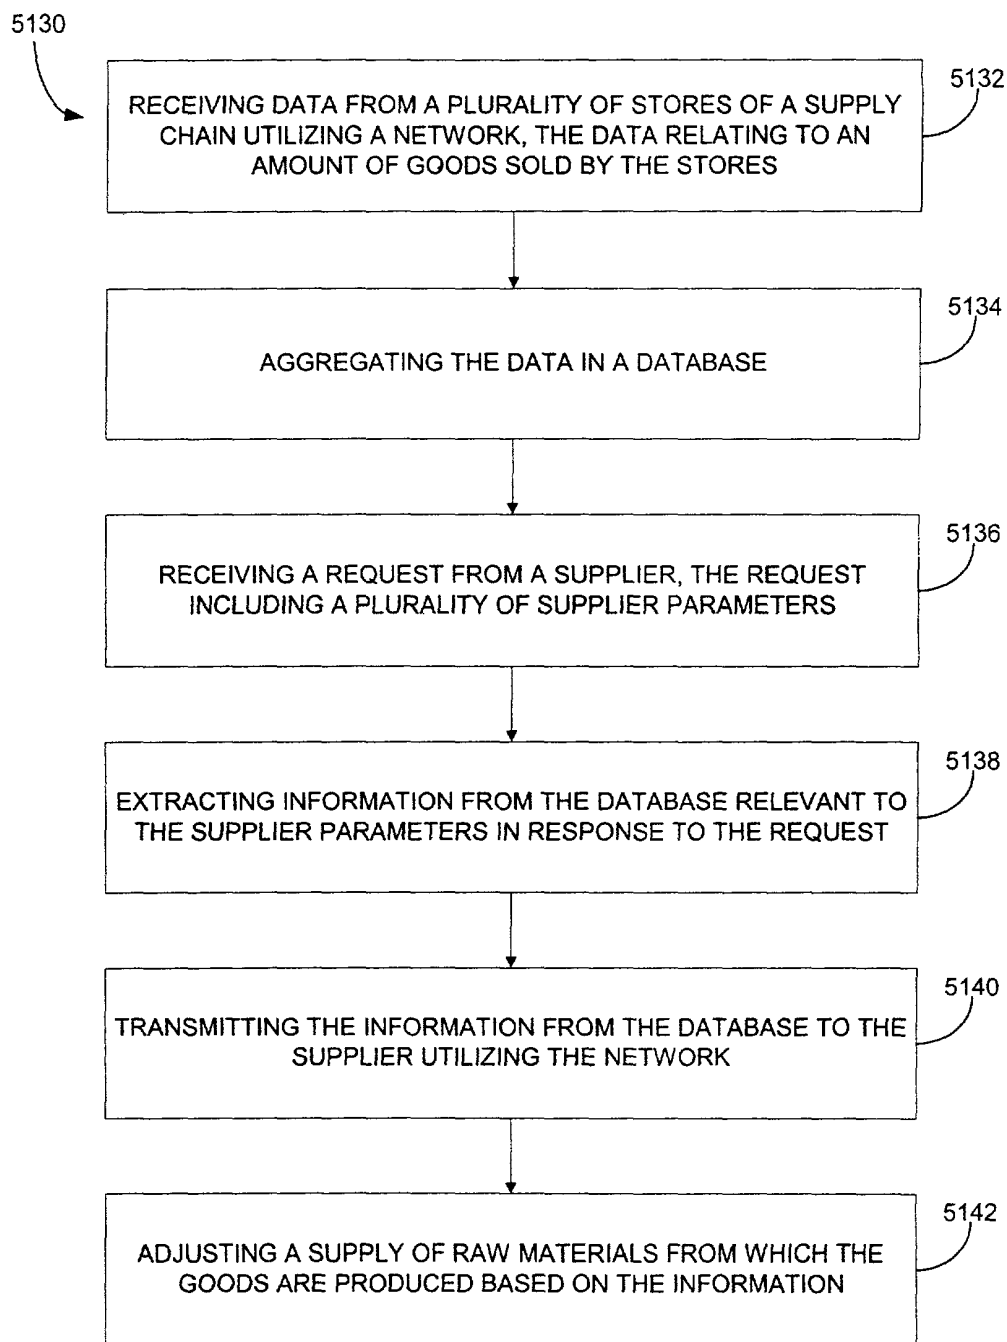 5130
5132
RECEIVING DATA FROM A PLURALITY OF STORES OF A SUPPLY
CHAIN UTILIZING A NETWORK, THE DATA RELATING TO AN
AMOUNT OF GOODS SOLD BY THE STORES
5134
AGGREGATING THE DATA IN A DATABASE
5136
RECEIVING A REQUEST FROM A SUPPLIER, THE REQUEST
INCLUDING A PLURALITY OF SUPPLIER PARAMETERS
5138
EXTRACTING INFORMATION FROM THE DATABASE RELEVANT TO
THE SUPPLIER PARAMETERS IN RESPONSE TO THE REQUEST
5140
TRANSMITTING THE INFORMATION FROM THE DATABASE TO THE
SUPPLIER UTILIZING THE NETWORK
5142
ADJUSTING A SUPPLY OF RAW MATERIALS FROM WHICH THE
GOODS ARE PRODUCED BASED ON THE INFORMATION